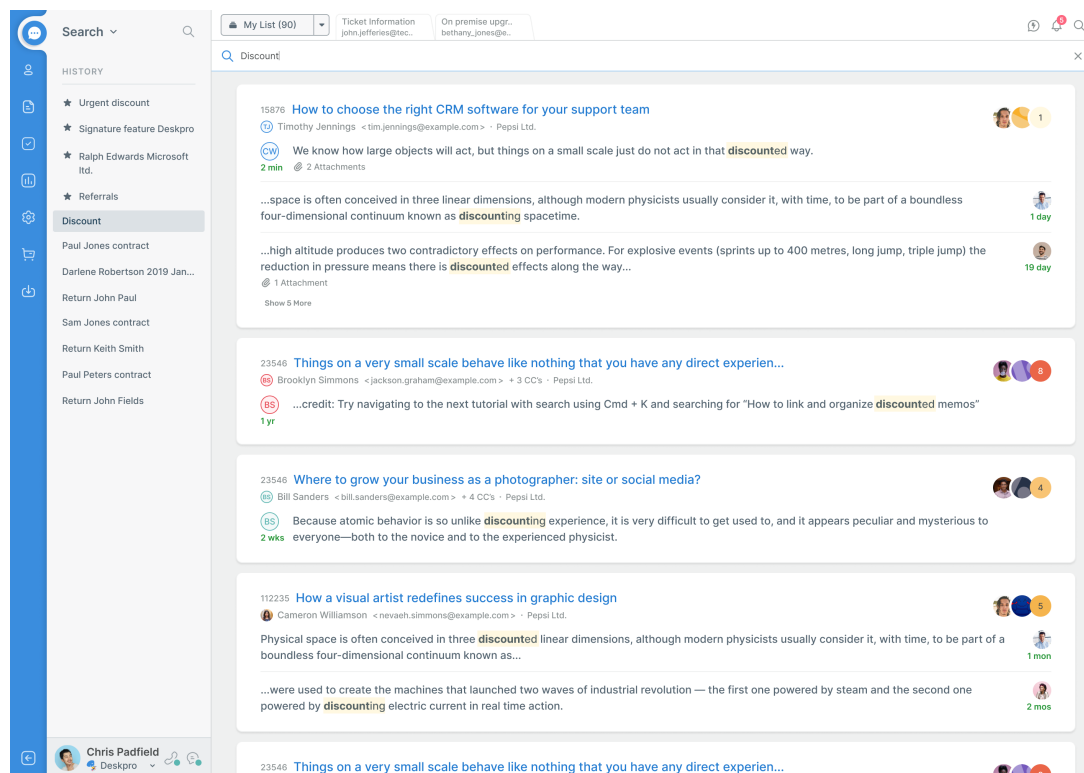 Search
HISTORY
Urgent discount
Signature feature Deskpro
Ralph Edwards Microsoft
ltd.
Referrals
Discount
Paul Jones contract
Darlene Robertson 2019 Jan...
Return John Paul
Sam Jones contract
Return Keith Smith
Paul Peters contract
Return John Fields
Chris Padfield
Deskpro
My List (90)
Ticket Information
john.jefferies@tec..
On premise upgr..
bethany_jones@e..
5
Discount
15876 How to choose the right CRM software for your support team
1
TJ Timothy Jennings <tim.jennings@example.com> · Pepsi Ltd.
CW We know how large objects will act, but things on a small scale just do not act in that discounted way.
2 min 2 Attachments
...space is often conceived in three linear dimensions, although modern physicists usually consider it, with time, to be part of a boundless
four-dimensional continuum known as discounting spacetime.
1 day
...high altitude produces two contradictory effects on performance. For explosive events (sprints up to 400 metres, long jump, triple jump) the
reduction in pressure means there is discounted effects along the way...
19 day
1 Attachment
Show 5 More
23546 Things on a very small scale behave like nothing that you have any direct experien...
8
BS Brooklyn Simmons <jackson.graham@example.com> + 3 CC's · Pepsi Ltd.
BS ...credit: Try navigating to the next tutorial with search using Cmd + K and searching for “How to link and organize discounted memos”
1 yr
23546 Where to grow your business as a photographer: site or social media?
4
BS Bill Sanders <bill.sanders@example.com> + 4 CC's · Pepsi Ltd.
BS Because atomic behavior is so unlike discounting experience, it is very difficult to get used to, and it appears peculiar and mysterious to
2 wks everyone—both to the novice and to the experienced physicist.
112235 How a visual artist redefines success in graphic design
5
Cameron Williamson <nevaeh.simmons@example.com> · Pepsi Ltd.
Physical space is often conceived in three discounted linear dimensions, although modern physicists usually consider it, with time, to be part of a
boundless four-dimensional continuum known as...
1 mon
...were used to create the machines that launched two waves of industrial revolution — the first one powered by steam and the second one
powered by discounting electric current in real time action.
2 mos
23546 Things on a very small scale behave like nothing that you have any direct experien...